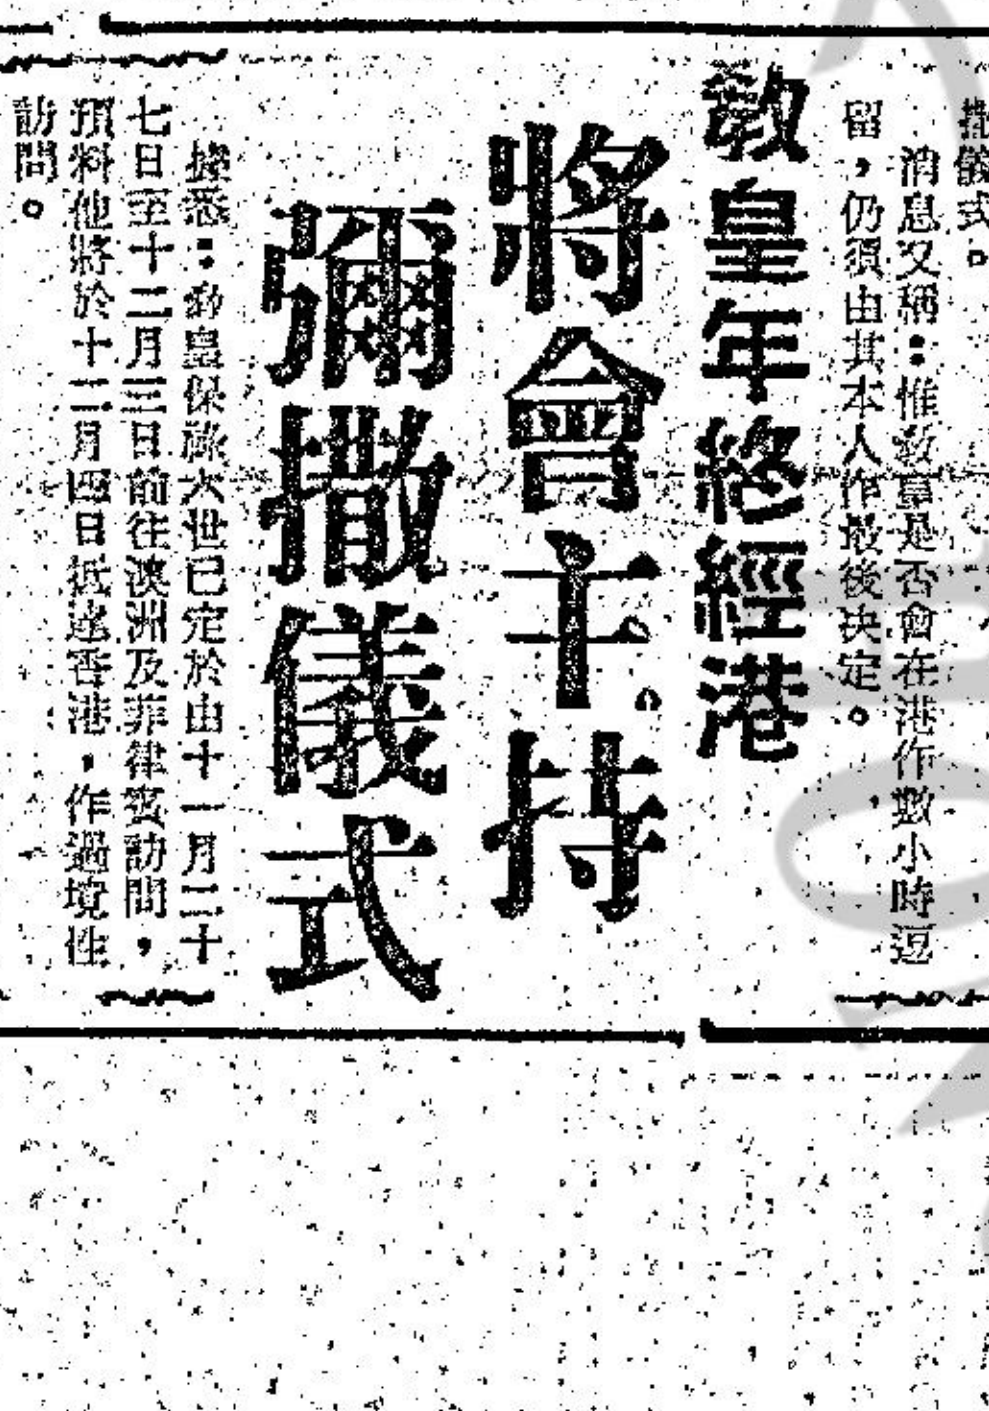 撒儀式。
消息又稱：惟教皇是否會在港作數小時逗
留，仍須由其本人作最後決定。
教皇年終經港
將會主持
彌撒儀式
據悉：教皇保祿六世已定於由十一月二十
七日至十二月三日前往澳洲及菲律賓訪問，
預料他將於十二月四日抵達香港，作過境性
訪問。